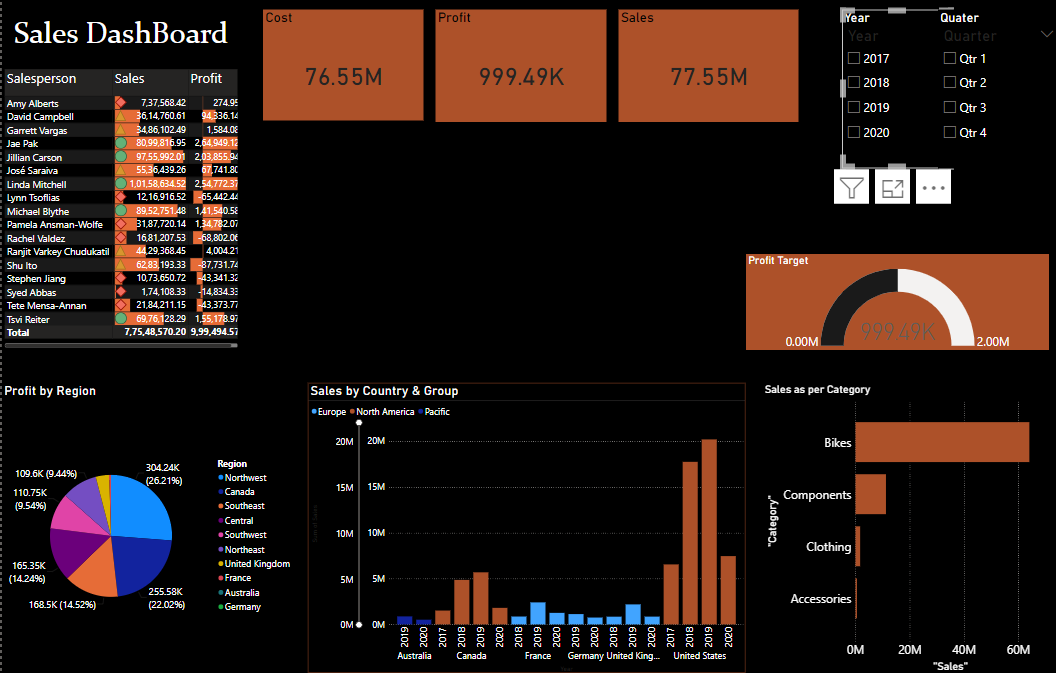 Sales DashBoard
Cost
76.55M
Profit
999.49K
Sales
77.55M
Year Quater
Year Quarter
2017 Qtr 1
2018 Qtr 2
2019 Qtr 3
2020 Qtr 4
Salesperson Sales Profit
Amy Alberts 7,37,568.42 274.95
David Campbell 36,14,760.61 94,336.14
Garrett Vargas 34,86,102.49 1,584.08
Jae Pak 80,99,816.95 2,64,949.12
Jillian Carson 97,55,992.01 2,03,855.94
José Saraiva 55,36,439.26 67,741.80
Linda Mitchell 1,01,58,634.52 2,54,772.37
Lynn Tsoflias 12,16,916.52 -65,442.44
Michael Blythe 89,52,751.48 1,41,540.58
Pamela Ansman-Wolfe 31,87,720.14 1,34,782.07
Rachel Valdez 16,81,207.53 -68,802.06
Ranjit Varkey Chudukatil 44,29,368.45 4,004.21
Shu Ito 62,83,193.33 -87,731.74
Stephen Jiang 10,73,650.72 -43,341.32
Syed Abbas 1,74,108.33 -14,834.33
Tete Mensa-Annan 21,84,211.15 -43,373.77
Tsvi Reiter 69,76,128.29 1,55,178.97
Total 7,75,48,570.20 9,99,494.57
Profit Target
999.49K
0.00M 2.00M
Profit by Region
304.24K
(26.21%)
255.58K
(22.02%)
168.5K (14.52%)
165.35K
(14.24%)
110.75K
(9.54%)
109.6K (9.44%)
Region
Northwest
Canada
Southeast
Central
Southwest
Northeast
United Kingdom
France
Australia
Germany
Sales by Country & Group
Europe North America Pacific
20M 20M
15M 15M
10M 10M
5M 5M
0M 0M
2019 2020 2017 2018 2019 2020 2018 2019 2020 2019 2020 2018 2019 2020 2017 2018 2019 2020
Australia Canada France Germany United King... United States
Sales as per Category
"Category"
Bikes
Components
Clothing
Accessories
0M 20M 40M 60M
"Sales"